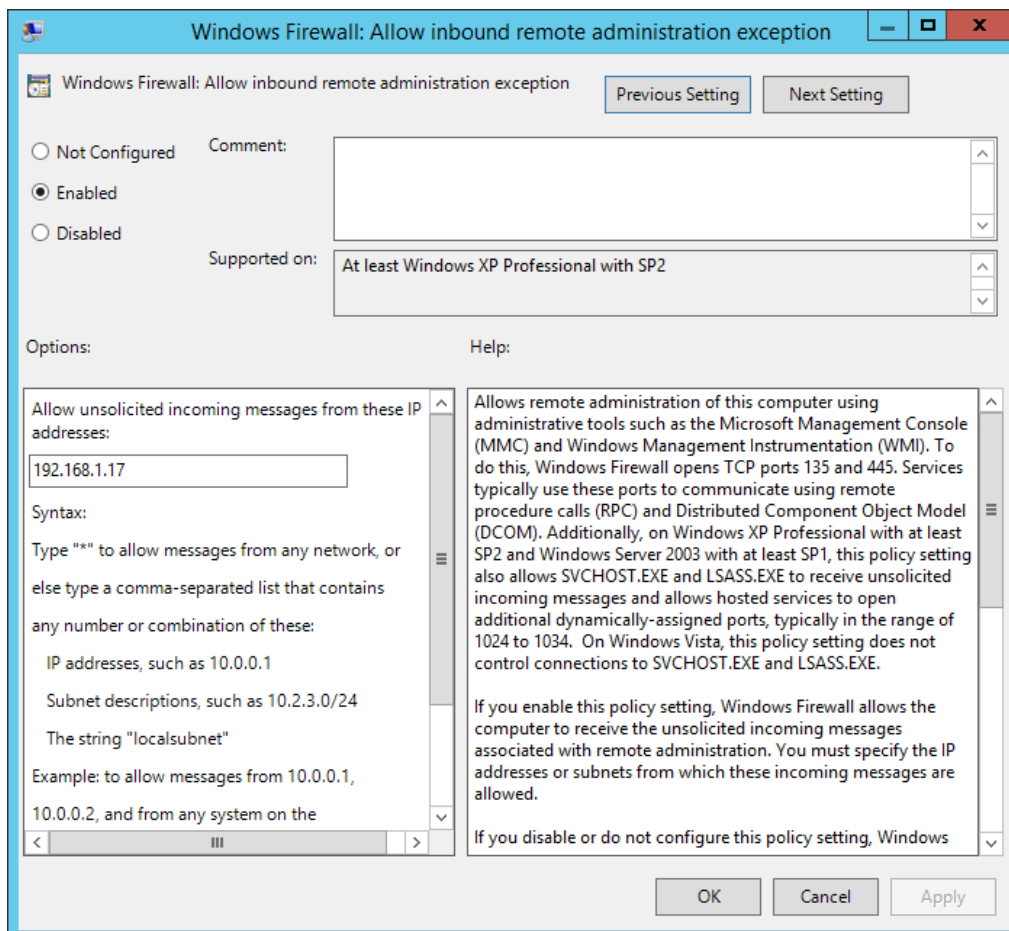 Windows Firewall: Allow inbound remote administration exception
Windows Firewall: Allow inbound remote administration exception
Previous Setting
Next Setting
Not Configured
Comment:
Enabled
Disabled
Supported on:
At least Windows XP Professional with SP2
Options:
Help:
Allow unsolicited incoming messages from these IP
addresses:
192.168.1.17
Syntax:
Type "*" to allow messages from any network, or
else type a comma-separated list that contains
any number or combination of these:
IP addresses, such as 10.0.0.1
Subnet descriptions, such as 10.2.3.0/24
The string "localsubnet"
Example: to allow messages from 10.0.0.1,
10.0.0.2, and from any system on the
Allows remote administration of this computer using
administrative tools such as the Microsoft Management Console
(MMC) and Windows Management Instrumentation (WMI). To
do this, Windows Firewall opens TCP ports 135 and 445. Services
typically use these ports to communicate using remote
procedure calls (RPC) and Distributed Component Object Model
(DCOM). Additionally, on Windows XP Professional with at least
SP2 and Windows Server 2003 with at least SP1, this policy setting
also allows SVCHOST.EXE and LSASS.EXE to receive unsolicited
incoming messages and allows hosted services to open
additional dynamically-assigned ports, typically in the range of
1024 to 1034.  On Windows Vista, this policy setting does not
control connections to SVCHOST.EXE and LSASS.EXE.
If you enable this policy setting, Windows Firewall allows the
computer to receive the unsolicited incoming messages
associated with remote administration. You must specify the IP
addresses or subnets from which these incoming messages are
allowed.
If you disable or do not configure this policy setting, Windows
OK
Cancel
Apply